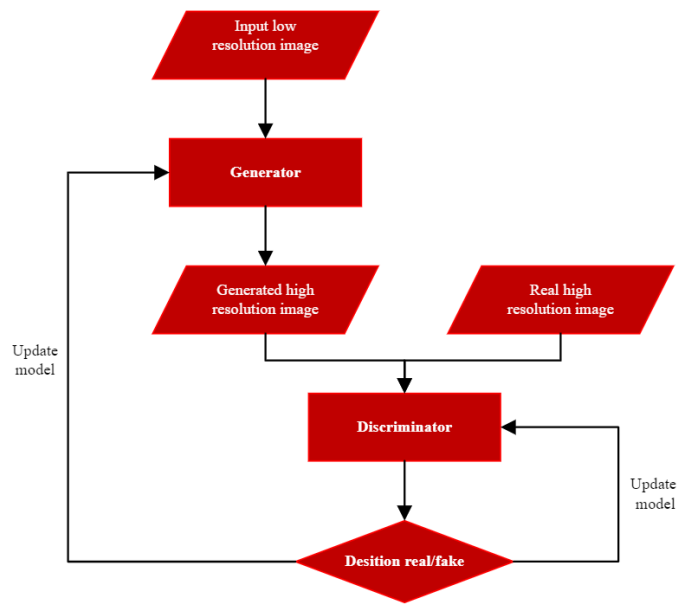 Input low
resolution image
Generator
Generated high
resolution image
Real high
resolution image
Update
model
Discriminator
Update
model
Desition real/fake